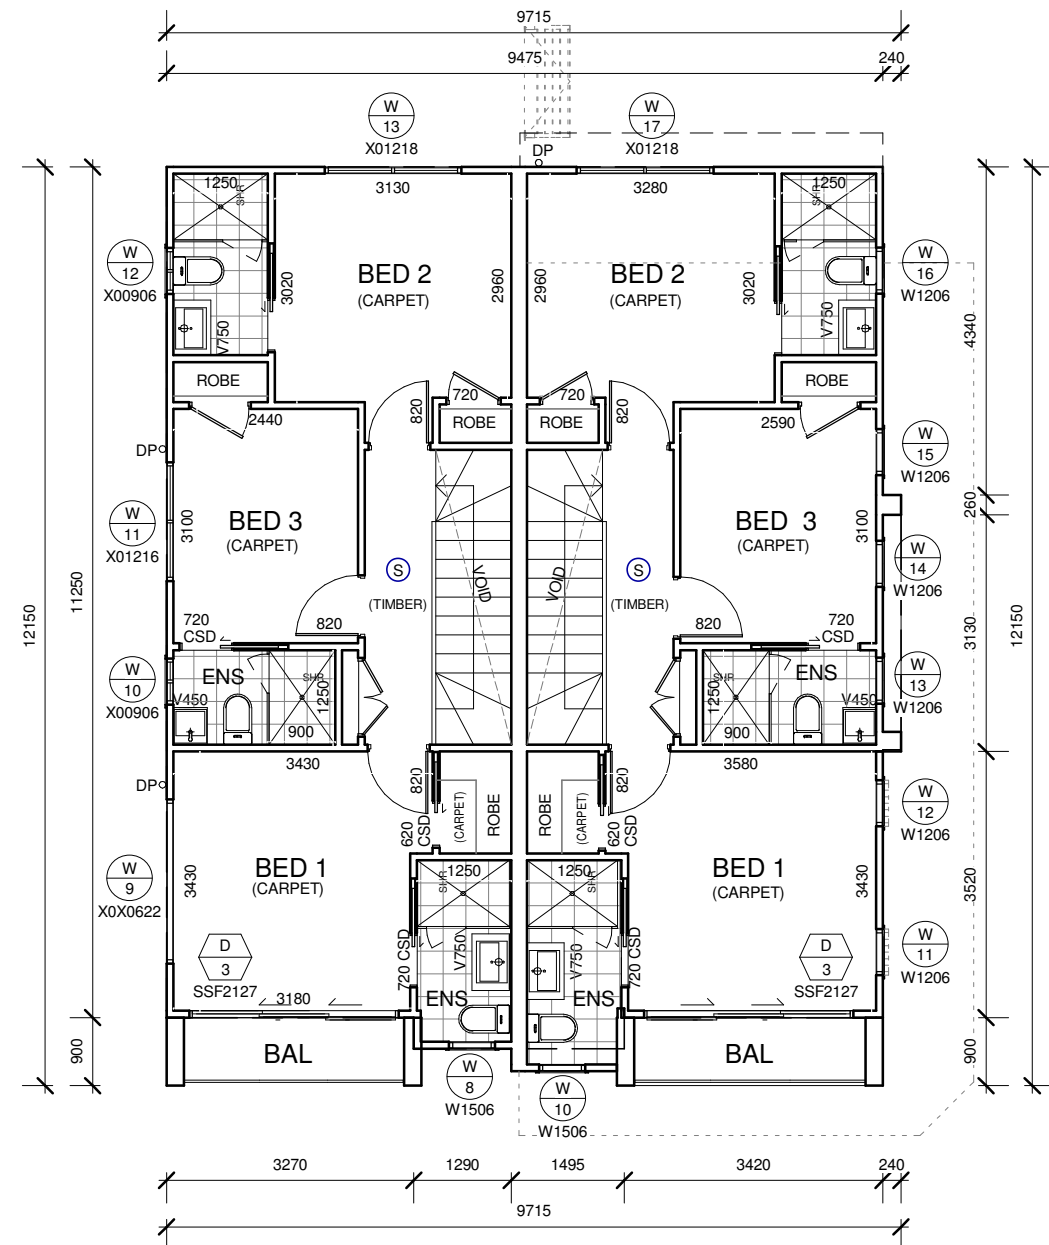 9715
9475 240
W
13
X01218
W
17
X01218
DP
1250
SHR
3130
3280
1250
SHR
W
12
X00906
BED 2
(CARPET)
3020
2960
2960
BED 2
(CARPET)
3020
W
16
W1206
V750
V750
4340
ROBE
720
ROBE
820
ROBE
720
820
ROBE
2440
2590
DP
W
15
W1206
W
11
X01216
3100
BED 3
(CARPET)
BED 3
(CARPET)
3100
260
S
(TIMBER)
VOID
VOID
S
(TIMBER)
W
14
W1206
11250
12150
3130
12150
720
CSD
820
820
720
CSD
W
10
X00906
ENS
V450
SHR
1250
900
SHR
1250
900
ENS
V450
W
13
W1206
DP
3430
820
620
CSD
(CARPET)
ROBE
ROBE
(CARPET)
820
620
CSD
3580
W
12
W1206
W
9
X0X0622
3430
BED 1
(CARPET)
1250
SHR
1250
SHR
BED 1
(CARPET)
3430
3520
D
3
SSF2127
3180
720 CSD
V750
ENS
V750
ENS
720 CSD
D
3
SSF2127
W
11
W1206
900
BAL
BAL
900
W
8
W1506
W
10
W1506
3270 1290 1495 3420 240
9715